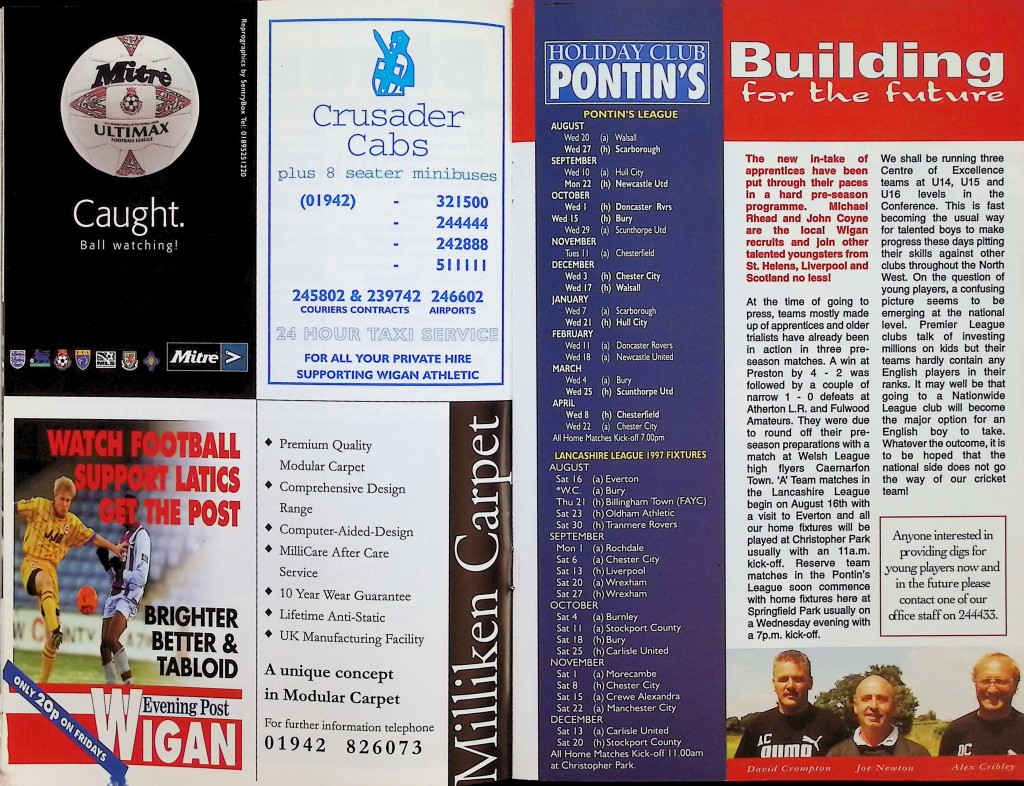 Reprographics by SentryBox Tel: 01895251220
Mitre
ULTIMAX
FOOTBALL LEAGUE
Caught.
Ball watching!
Mitre
Crusader
Cabs
plus 8 seater minibuses
(01942) - 321500
- 244444
- 242888
- 511111
245802 & 239742 246602
COURIERS CONTRACTS AIRPORTS
24 HOUR TAXI SERVICE
FOR ALL YOUR PRIVATE HIRE
SUPPORTING WIGAN ATHLETIC
WATCH FOOTBALL
SUPPORT LATICS
GET THE POST
BRIGHTER
BETTER &
TABLOID
ONLY 20p ON FRIDAYS
Evening Post
WIGAN
♦ Premium Quality
Modular Carpet
♦ Comprehensive Design
Range
♦ Computer-Aided-Design
♦ MilliCare After Care
Service
♦ 10 Year Wear Guarantee
♦ Lifetime Anti-Static
♦ UK Manufacturing Facility
A unique concept
in Modular Carpet
For further information telephone
01942 826073
Milliken Carpet
HOLIDAY CLUB
PONTIN'S
PONTIN'S LEAGUE
AUGUST
Wed 20 (a) Walsall
Wed 27 (h) Scarborough
SEPTEMBER
Wed 10 (a) Hull City
Mon 22 (h) Newcastle Utd
OCTOBER
Wed 1 (h) Doncaster Rvrs
Wed 15 (h) Bury
Wed 29 (a) Scunthorpe Utd
NOVEMBER
Tues 11 (a) Chesterfield
DECEMBER
Wed 3 (h) Chester City
Wed 17 (h) Walsall
JANUARY
Wed 7 (a) Scarborough
Wed 21 (h) Hull City
FEBRUARY
Wed 11 (a) Doncaster Rovers
Wed 18 (a) Newcastle United
MARCH
Wed 4 (a) Bury
Wed 25 (h) Scunthorpe Utd
APRIL
Wed 8 (h) Chesterfield
Wed 22 (a) Chester City
All Home Matches Kick-off 7.00pm
LANCASHIRE LEAGUE 1997 FIXTURES
AUGUST
Sat 16 (a) Everton
*W.C. (a) Bury
Thu 21 (h) Billingham Town (FAYC)
Sat 23 (h) Oldham Athletic
Sat 30 (h) Tranmere Rovers
SEPTEMBER
Mon 1 (a) Rochdale
Sat 6 (a) Chester City
Sat 13 (h) Liverpool
Sat 20 (a) Wrexham
Sat 27 (h) Wrexham
OCTOBER
Sat 4 (a) Burnley
Sat 11 (a) Stockport County
Sat 18 (h) Bury
Sat 25 (h) Carlisle United
NOVEMBER
Sat 1 (a) Morecambe
Sat 8 (h) Chester City
Sat 15 (a) Crewe Alexandra
Sat 22 (a) Manchester City
DECEMBER
Sat 13 (a) Carlisle United
Sat 20 (h) Stockport County
All Home Matches Kick-off 11.00am
at Christopher Park.
Building
for the future
The new in-take of
apprentices have been
put through their paces
in a hard pre-season
programme. Michael
Rhead and John Coyne
are the local Wigan
recruits and join other
talented youngsters from
St. Helens, Liverpool and
Scotland no less!
At the time of going to
press, teams mostly made
up of apprentices and older
trialists have already been
in action in three pre-
season matches. A win at
Preston by 4 - 2 was
followed by a couple of
narrow 1 - 0 defeats at
Atherton L.R. and Fulwood
Amateurs. They were due
to round off their pre-
season preparations with a
match at Welsh League
high flyers Caernarfon
Town. 'A' Team matches in
the Lancashire League
begin on August 16th with
a visit to Everton and all
our home fixtures will be
played at Christopher Park
usually with an 11a.m.
kick-off. Reserve team
matches in the Pontin's
League soon commence
with home fixtures here at
Springfield Park usually on
a Wednesday evening with
a 7p.m. kick-off.
We shall be running three
Centre of Excellence
teams at U14, U15 and
U16 levels in the
Conference. This is fast
becoming the usual way
for talented boys to make
progress these days pitting
their skills against other
clubs throughout the North
West. On the question of
young players, a confusing
picture seems to be
emerging at the national
level. Premier League
clubs talk of investing
millions on kids but their
teams hardly contain any
English players in their
ranks. It may well be that
going to a Nationwide
League club will become
the major option for an
English boy to take.
Whatever the outcome, it is
to be hoped that the
national side does not go
the way of our cricket
team!
Anyone interested in
providing digs for
young players now and
in the future please
contact one of our
office staff on 244433.
AC
PUMA
DC
David Crompton Joe Newton Alex Cribley